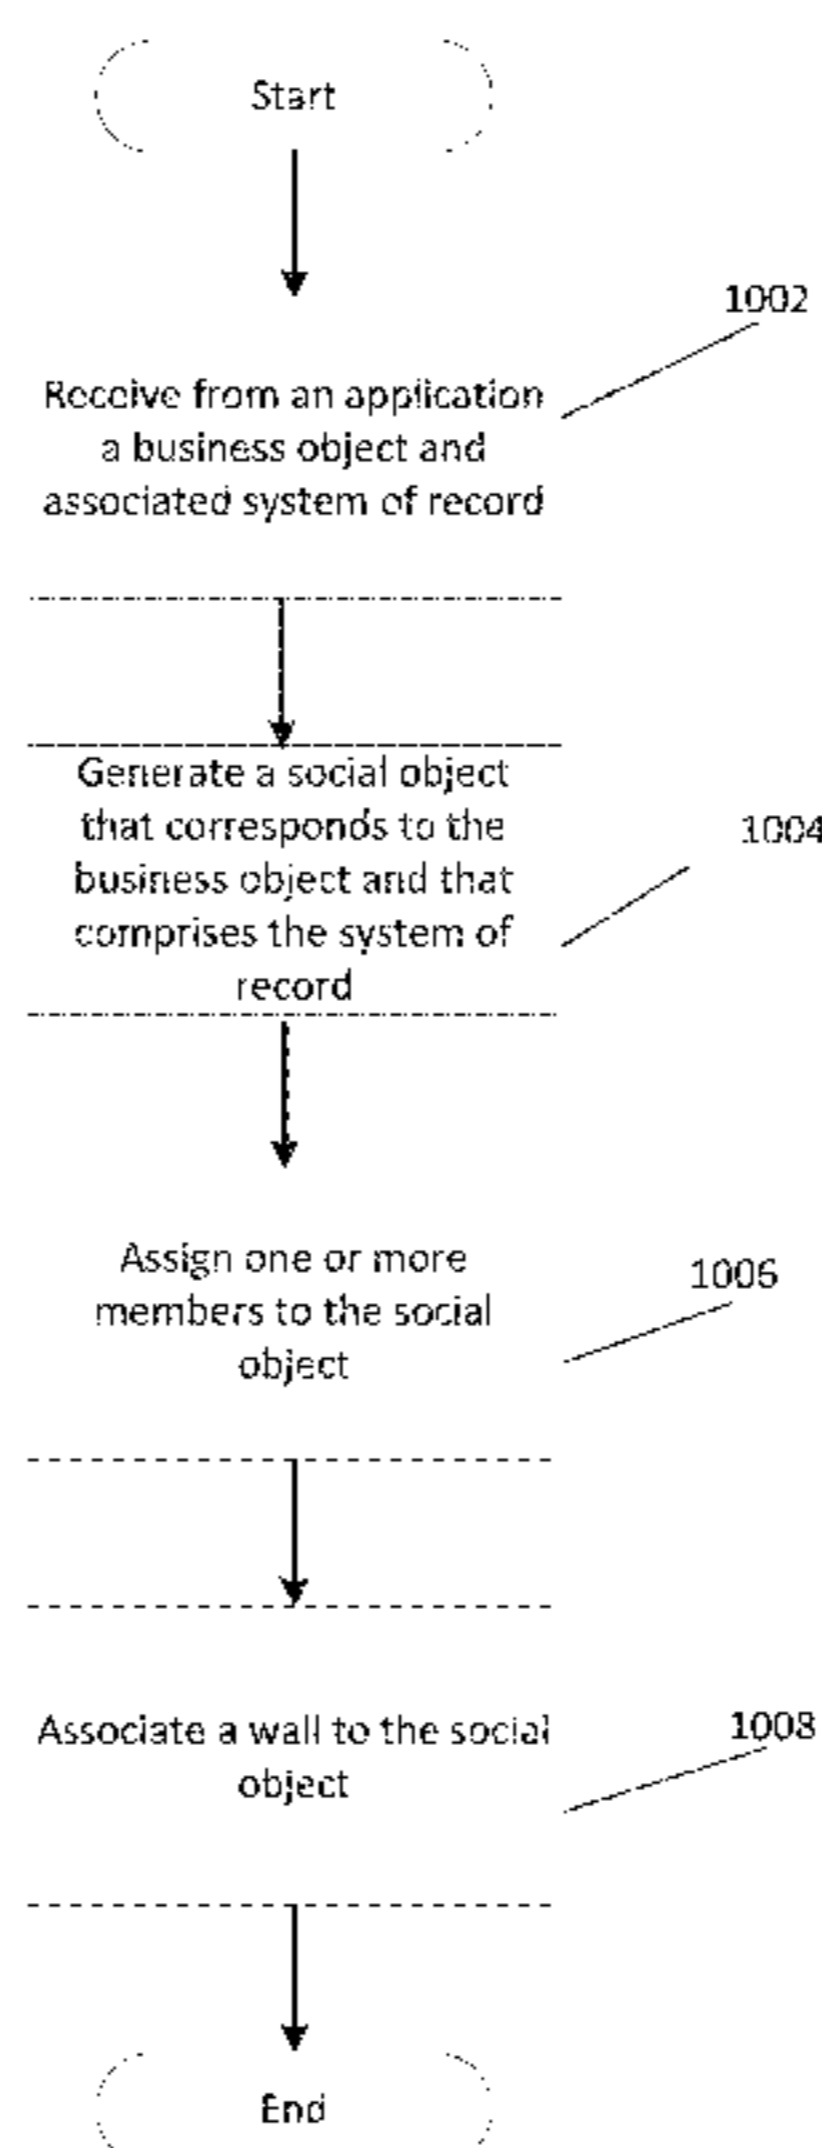 Start
1002
Receive from an application
a business object and
associated system of record
Generate a social object
that corresponds to the
business object and that
comprises the system of
record
1004
Assign one or more
members to the social
object
1006
Associate a wall to the social
object
1008
End